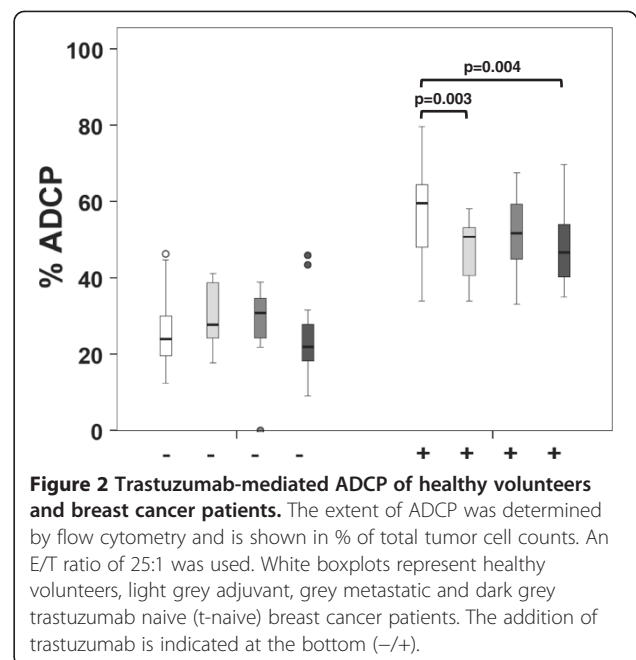 100
80
60
40
20
0
% ADCP
p=0.004
p=0.003
- - - - + + + +
Figure 2 Trastuzumab-mediated ADCP of healthy volunteers
and breast cancer patients. The extent of ADCP was determined
by flow cytometry and is shown in % of total tumor cell counts. An
E/T ratio of 25:1 was used. White boxplots represent healthy
volunteers, light grey adjuvant, grey metastatic and dark grey
trastuzumab naive (t-naive) breast cancer patients. The addition of
trastuzumab is indicated at the bottom (−/+).